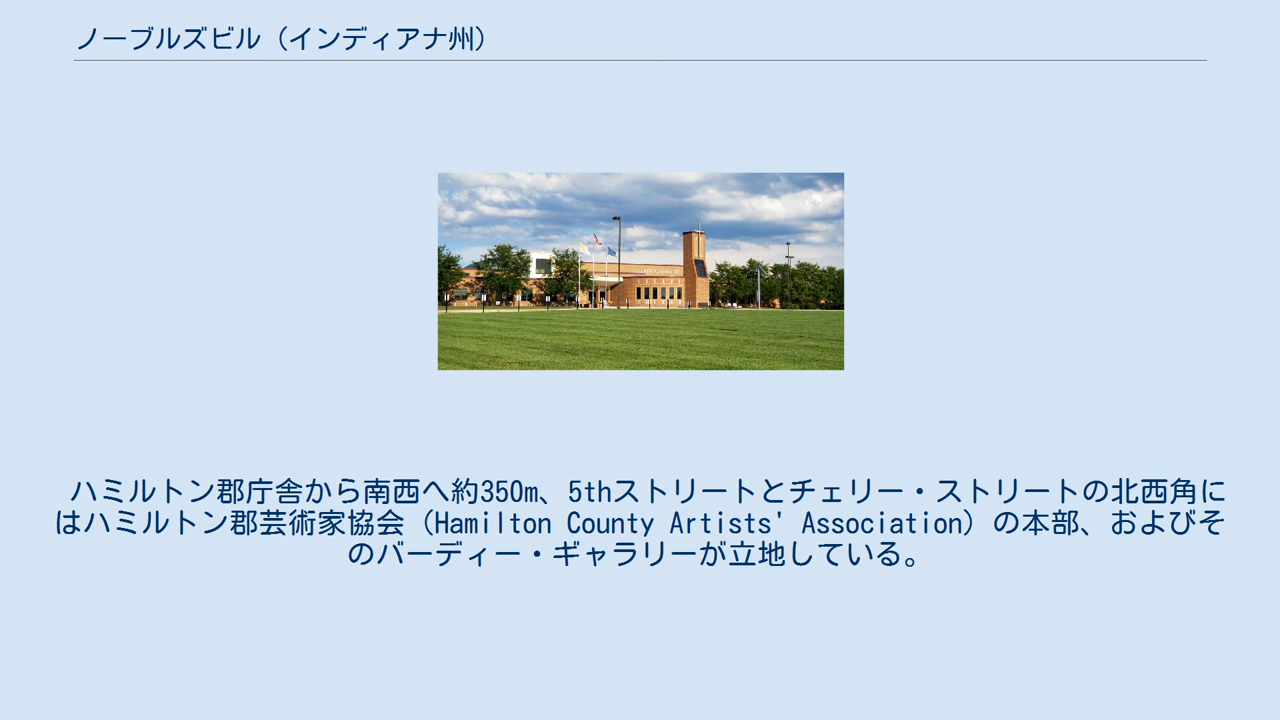 ノーブルズビル（インディアナ州）
ハミルトン郡庁舎から南西へ約350m、5thストリートとチェリー・ストリートの北西角に
はハミルトン郡芸術家協会（Hamilton County Artists' Association）の本部、およびそ
のバーディー・ギャラリーが立地している。